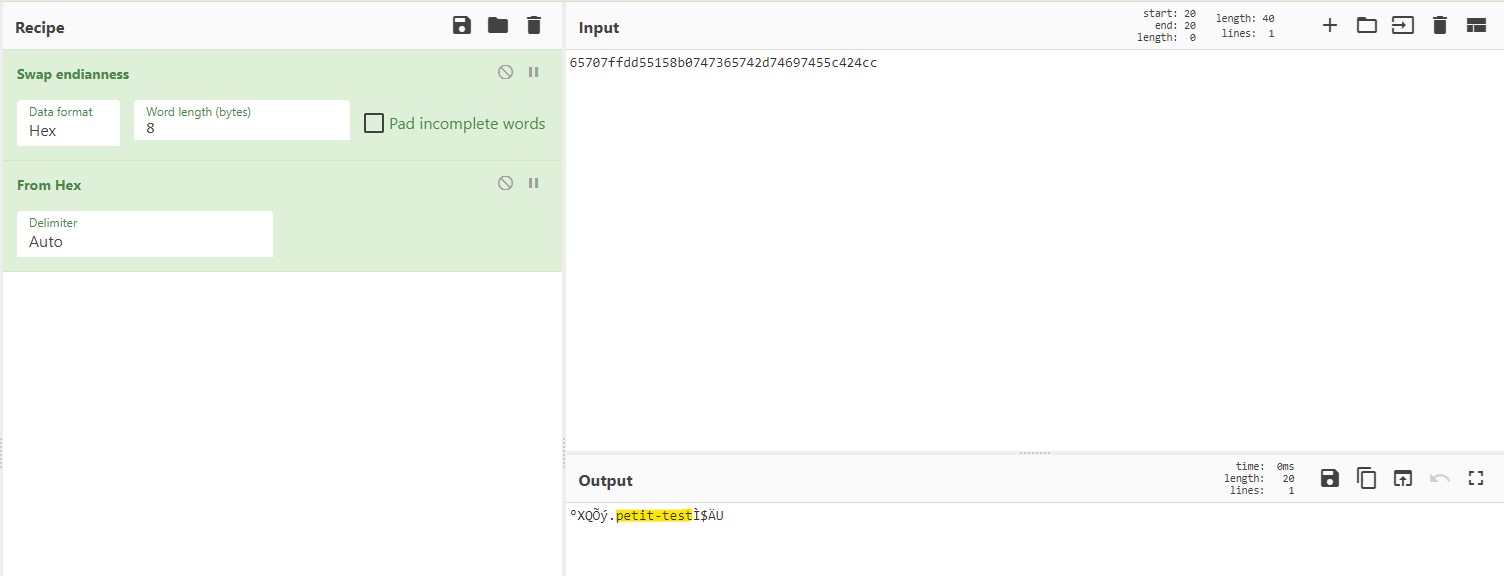 Recipe
Swap endianness
Data format
Hex
Word length (bytes)
8
Pad incomplete words
From Hex
Delimiter
Auto
Input
start: 20
end: 20
length: 0
length: 40
lines: 1
65707ffdd55158b0747365742d74697455c424cc
Output
time: 0ms
length: 20
lines: 1
°XQÕý.petit-testÌ$ÄU